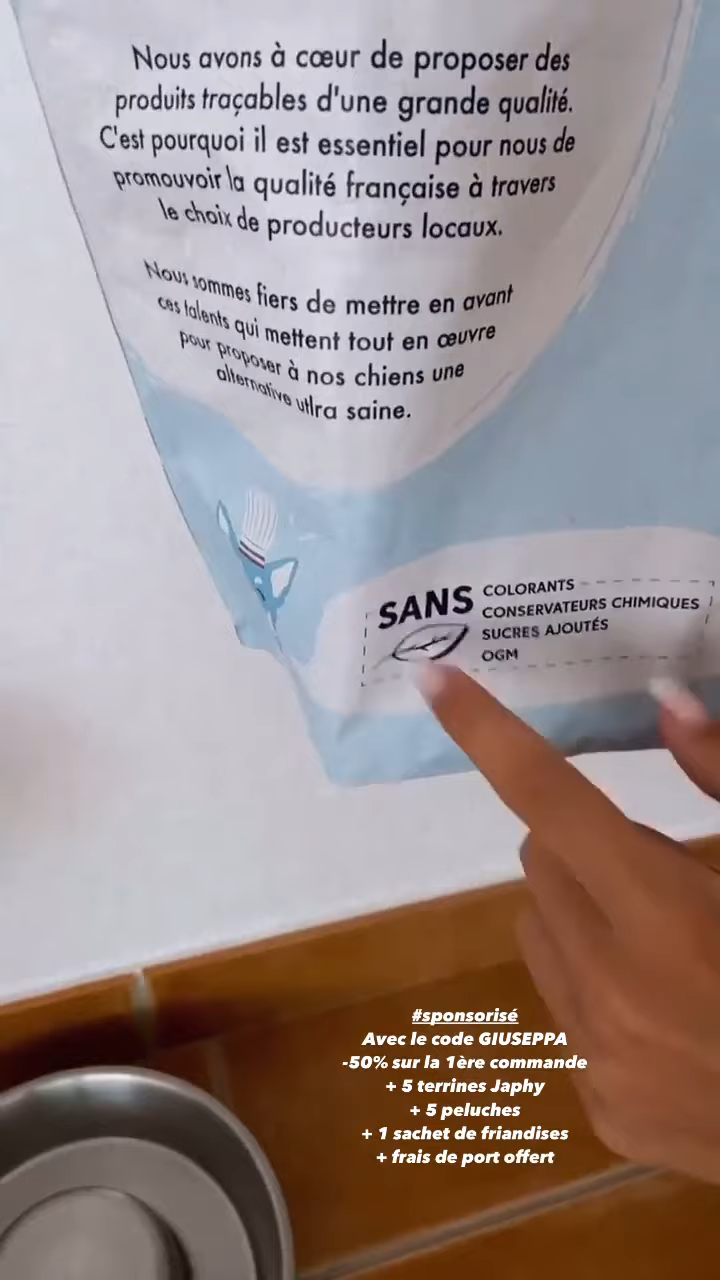 Nous avons à cœur de proposer des
produits traçables d'une grande qualité.
C'est pourquoi il est essentiel pour nous de
promouvoir la qualité française à travers
le choix de producteurs locaux.
Nous sommes fiers de mettre en avant
ces talents qui mettent tout en œuvre
pour proposer à nos chiens une
alternative utlra saine.
SANS
COLORANTS
CONSERVATEURS CHIMIQUES
SUCRES AJOUTÉS
OGM
#sponsorisé
Avec le code GIUSEPPA
-50% sur la 1ère commande
+ 5 terrines Japhy
+ 5 peluches
+ 1 sachet de friandises
+ frais de port offert